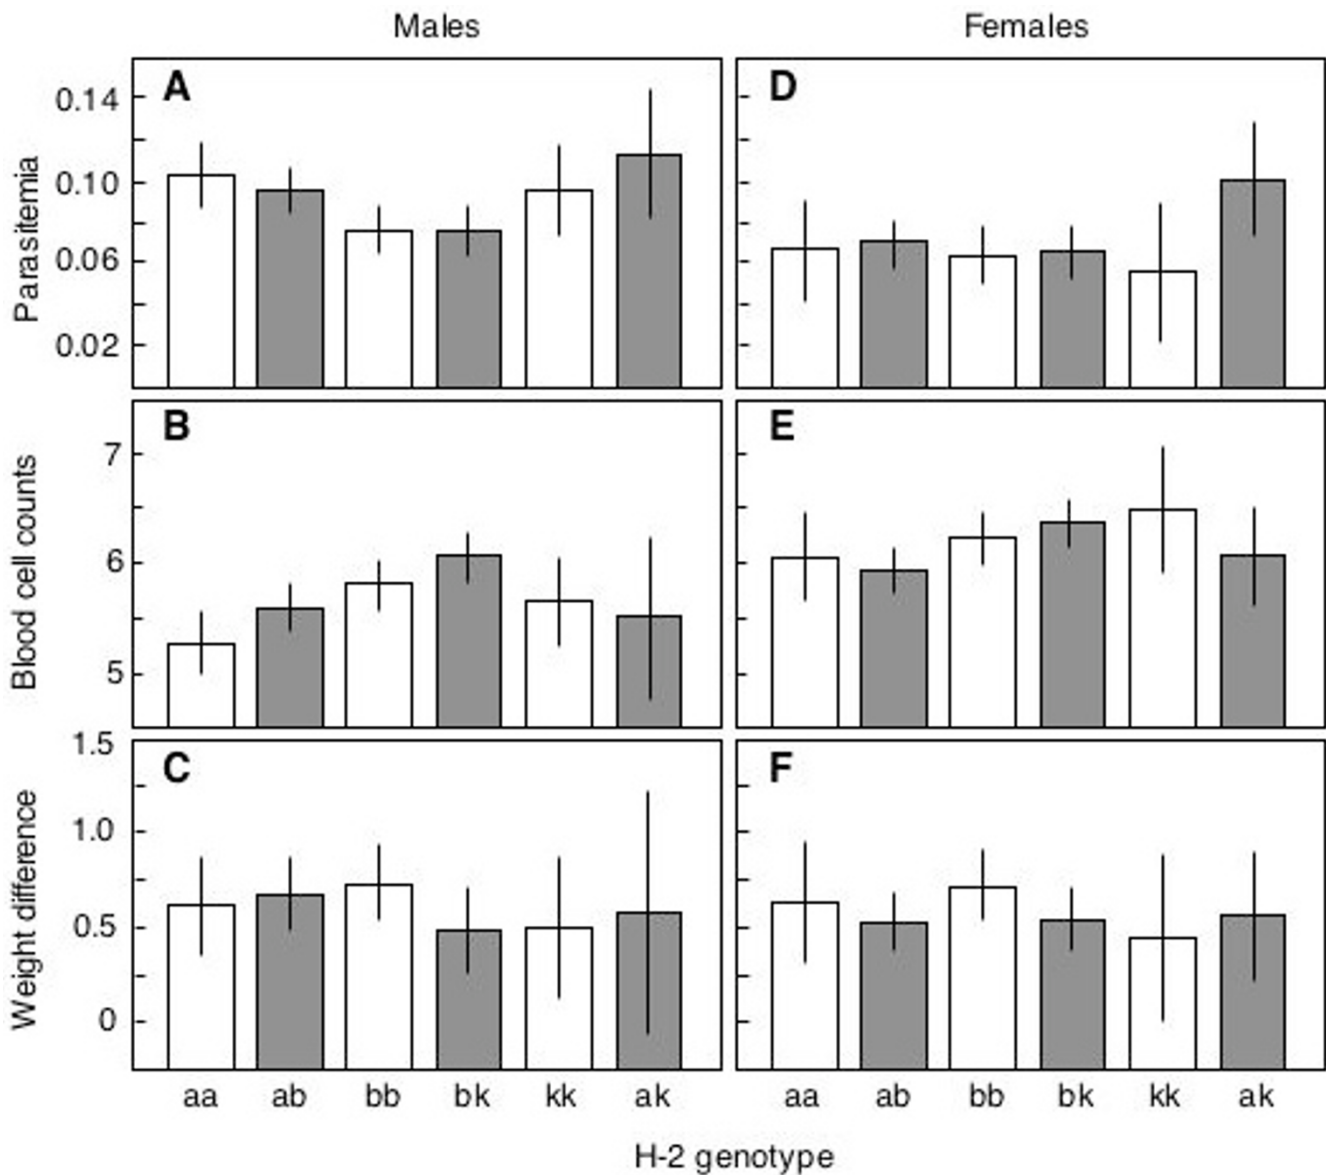 Males
Females
Parasitemia
0.14
0.10
0.06
0.02
A
D
Blood cell counts
7
6
5
B
E
Weight difference
1.5
1.0
0.5
0
C
F
aa ab bb bk kk ak
aa ab bb bk kk ak
H-2 genotype